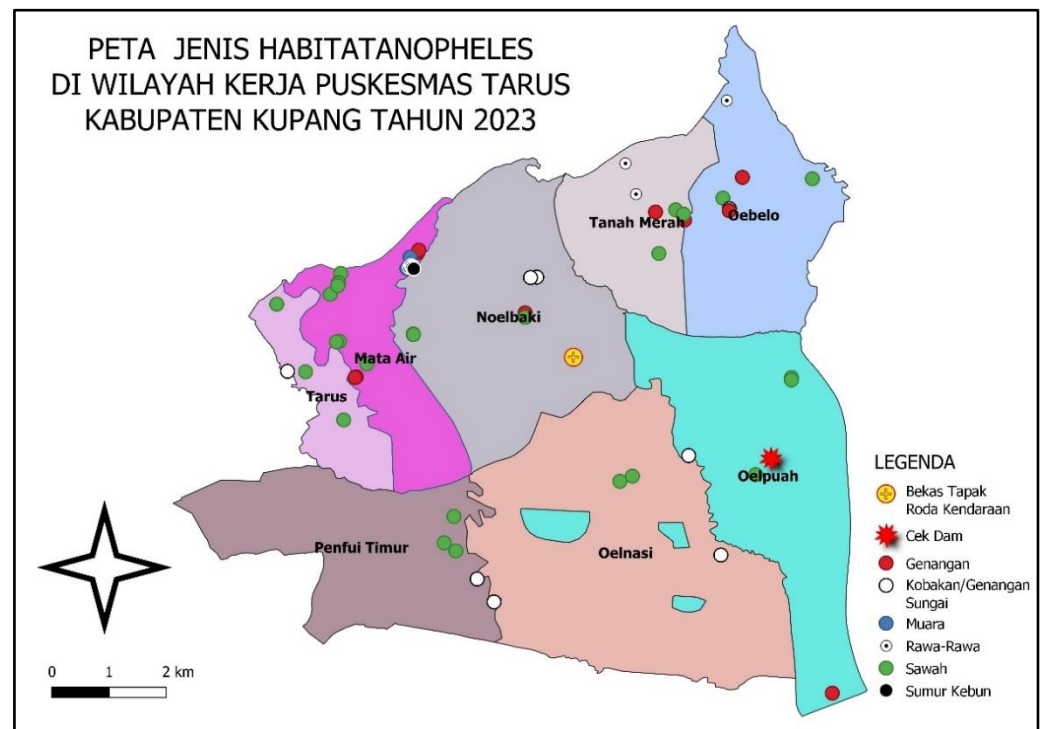 PETA JENIS HABITATANOPHELES
DI WILAYAH KERJA PUSKESMAS TARUS
KABUPATEN KUPANG TAHUN 2023
Tanah Merah
Oebelo
Noelbaki
Mata Air
Tarus
Oelpuah
Penfui Timur
Oelnasi
0 1 2 km
LEGENDA
Bekas Tapak
Roda Kendaraan
Cek Dam
Genangan
Kobakan/Genangan
Sungai
Muara
Rawa-Rawa
Sawah
Sumur Kebun